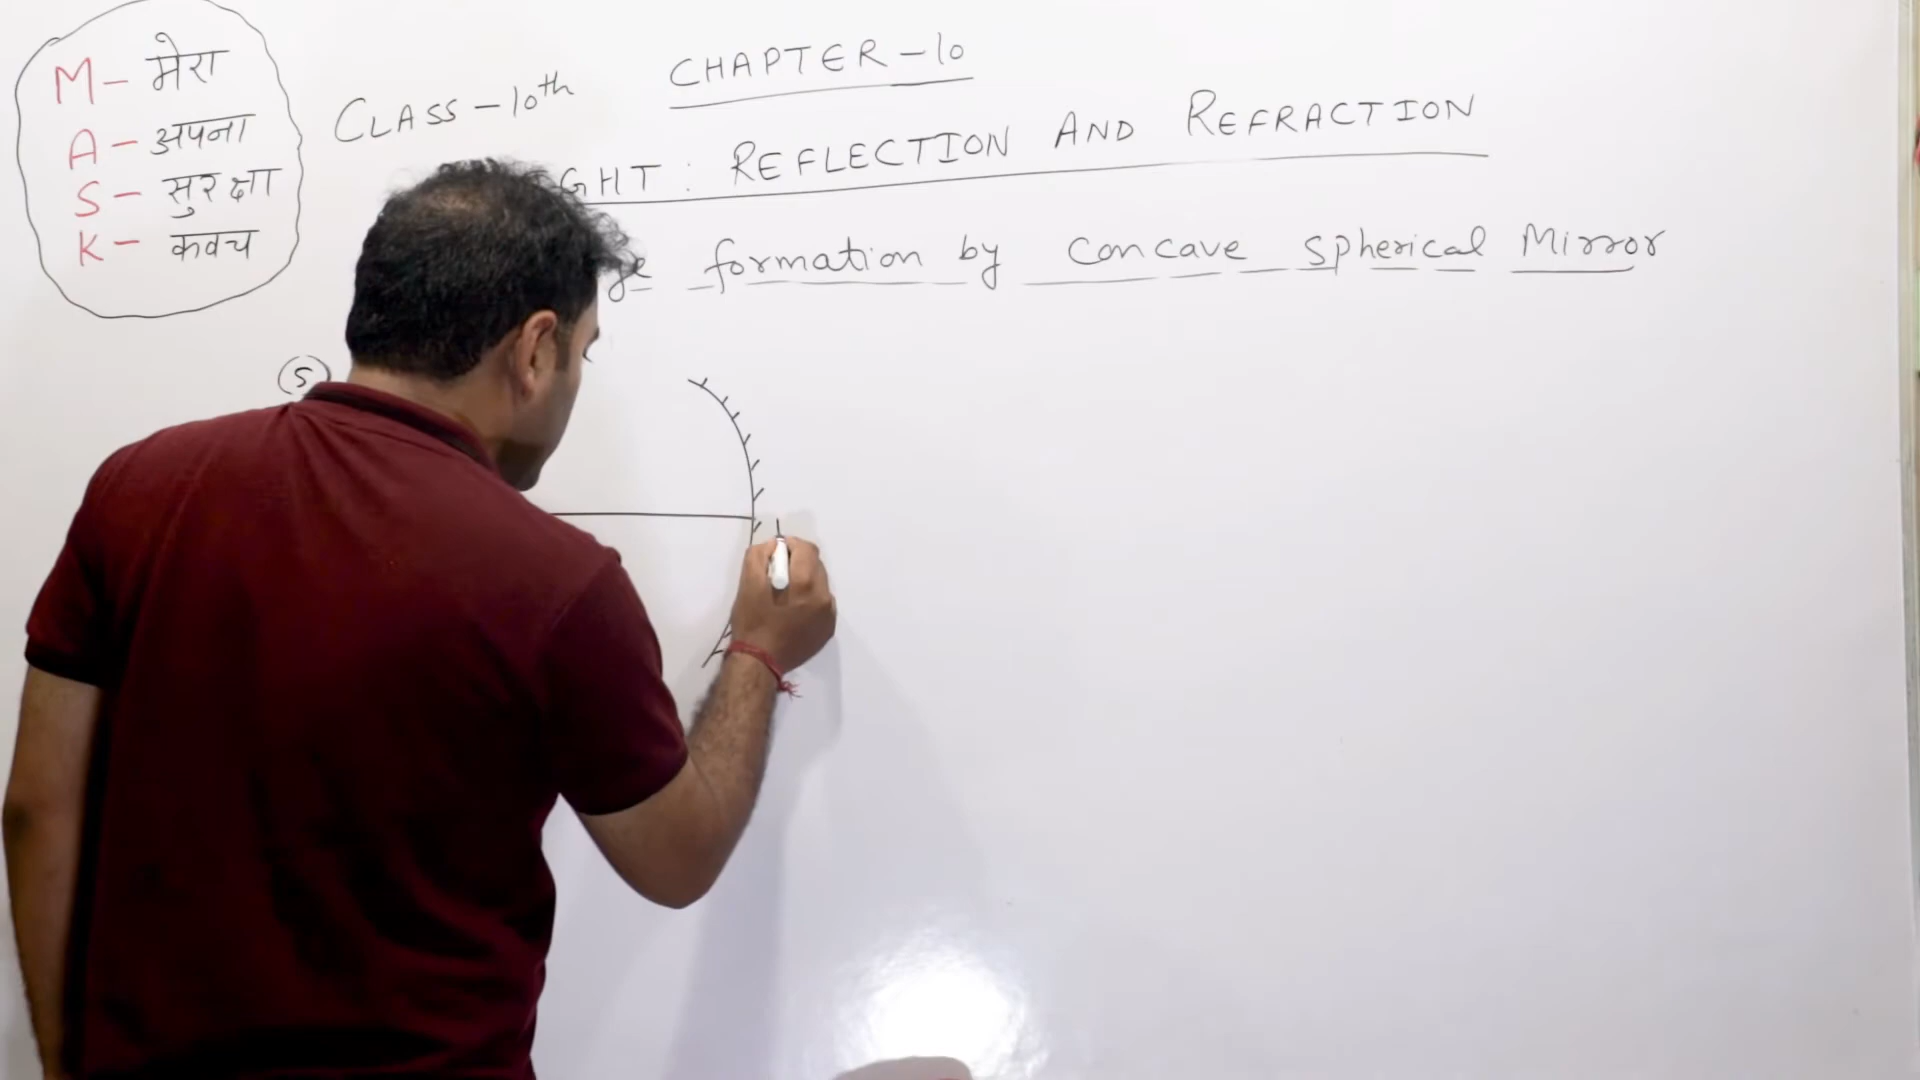 M- मेरा
A- अपना
S- सुरक्षा
K- कवच
CLASS-10th
CHAPTER-10
: REFLECTION AND REFRACTION
formation by Concave Spherical Mirror
5